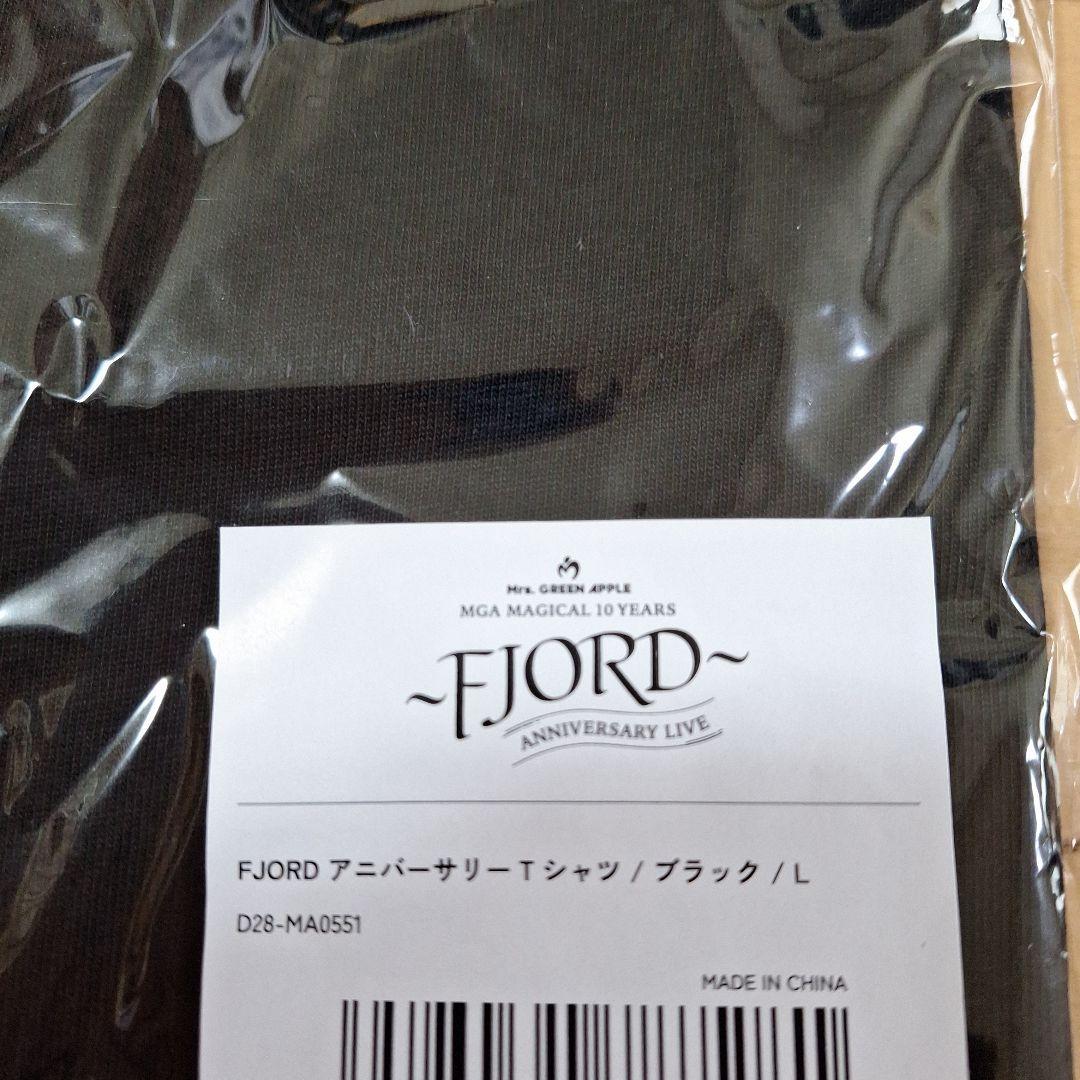 Mrs. GREEN APPLE
MGA MAGICAL 10 YEARS
~FJORD~
ANNIVERSARY LIVE
FJORD アニバーサリーTシャツ / ブラック / L
D28-MA0551
MADE IN CHINA